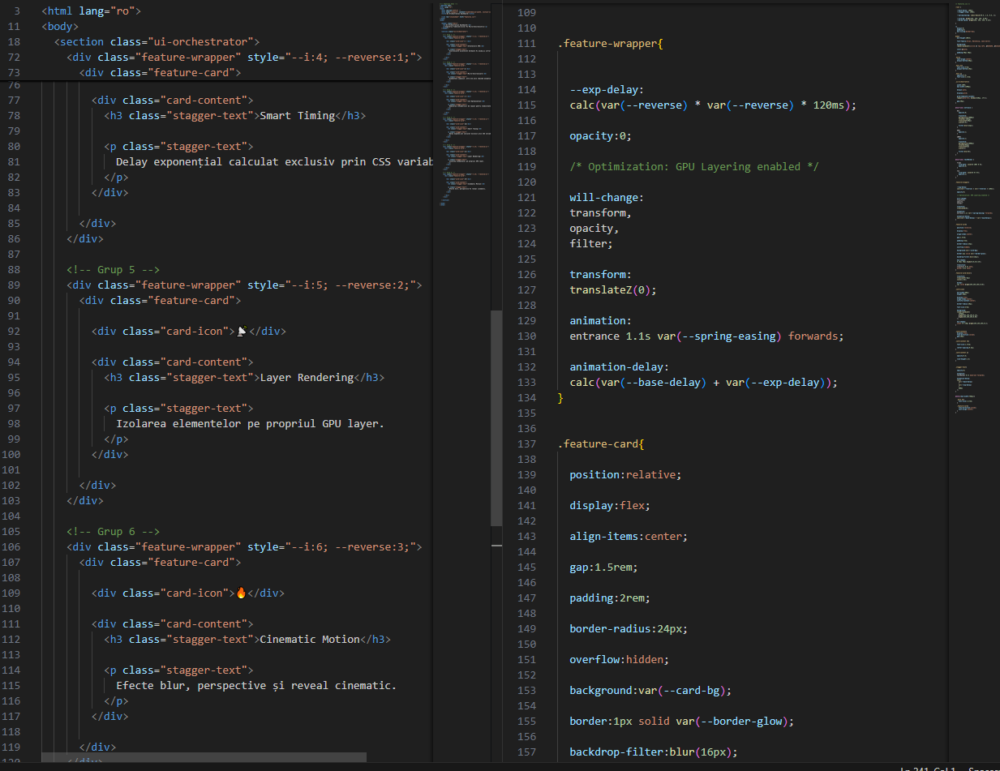 3 <html lang="ro">
11 <body>
18 <section class="ui-orchestrator">
72 <div class="feature-wrapper" style="--i:4; --reverse:1;">
73 <div class="feature-card">
76
77 <div class="card-content">
78 <h3 class="stagger-text">Smart Timing</h3>
79
80 <p class="stagger-text">
81 Delay exponențial calculat exclusiv prin CSS variab
82 </p>
83 </div>
84
85 </div>
86 </div>
87
88 <!-- Grup 5 -->
89 <div class="feature-wrapper" style="--i:5; --reverse:2;">
90 <div class="feature-card">
91
92 <div class="card-icon">📡</div>
93
94 <div class="card-content">
95 <h3 class="stagger-text">Layer Rendering</h3>
96
97 <p class="stagger-text">
98 Izolarea elementelor pe propriul GPU layer.
99 </p>
100 </div>
101
102 </div>
103 </div>
104
105 <!-- Grup 6 -->
106 <div class="feature-wrapper" style="--i:6; --reverse:3;">
107 <div class="feature-card">
108
109 <div class="card-icon">🔥</div>
110
111 <div class="card-content">
112 <h3 class="stagger-text">Cinematic Motion</h3>
113
114 <p class="stagger-text">
115 Efecte blur, perspective și reveal cinematic.
116 </p>
117 </div>
118
119 </div>
120 </div>
109
110
111 .feature-wrapper{
112
113
114 --exp-delay:
115 calc(var(--reverse) * var(--reverse) * 120ms);
116
117 opacity:0;
118
119 /* Optimization: GPU Layering enabled */
120
121 will-change:
122 transform,
123 opacity,
124 filter;
125
126 transform:
127 translateZ(0);
128
129 animation:
130 entrance 1.1s var(--spring-easing) forwards;
131
132 animation-delay:
133 calc(var(--base-delay) + var(--exp-delay));
134 }
135
136
137 .feature-card{
138
139 position:relative;
140
141 display:flex;
142
143 align-items:center;
144
145 gap:1.5rem;
146
147 padding:2rem;
148
149 border-radius:24px;
150
151 overflow:hidden;
152
153 background:var(--card-bg);
154
155 border:1px solid var(--border-glow);
156
157 backdrop-filter:blur(16px);